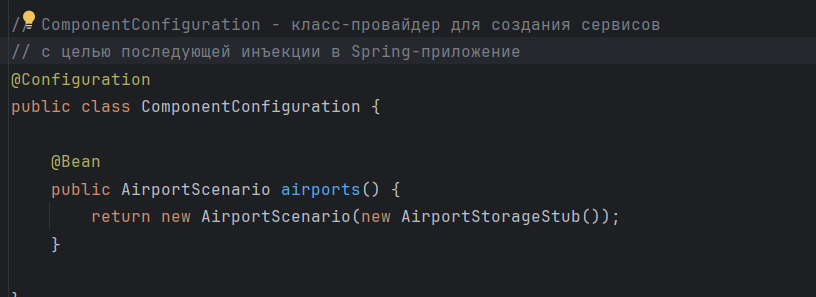 // ComponentConfiguration - класс-провайдер для создания сервисов
// с целью последующей инъекции в Spring-приложение
@Configuration
public class ComponentConfiguration {
@Bean
public AirportScenario airports() {
return new AirportScenario(new AirportStorageStub());
}
}